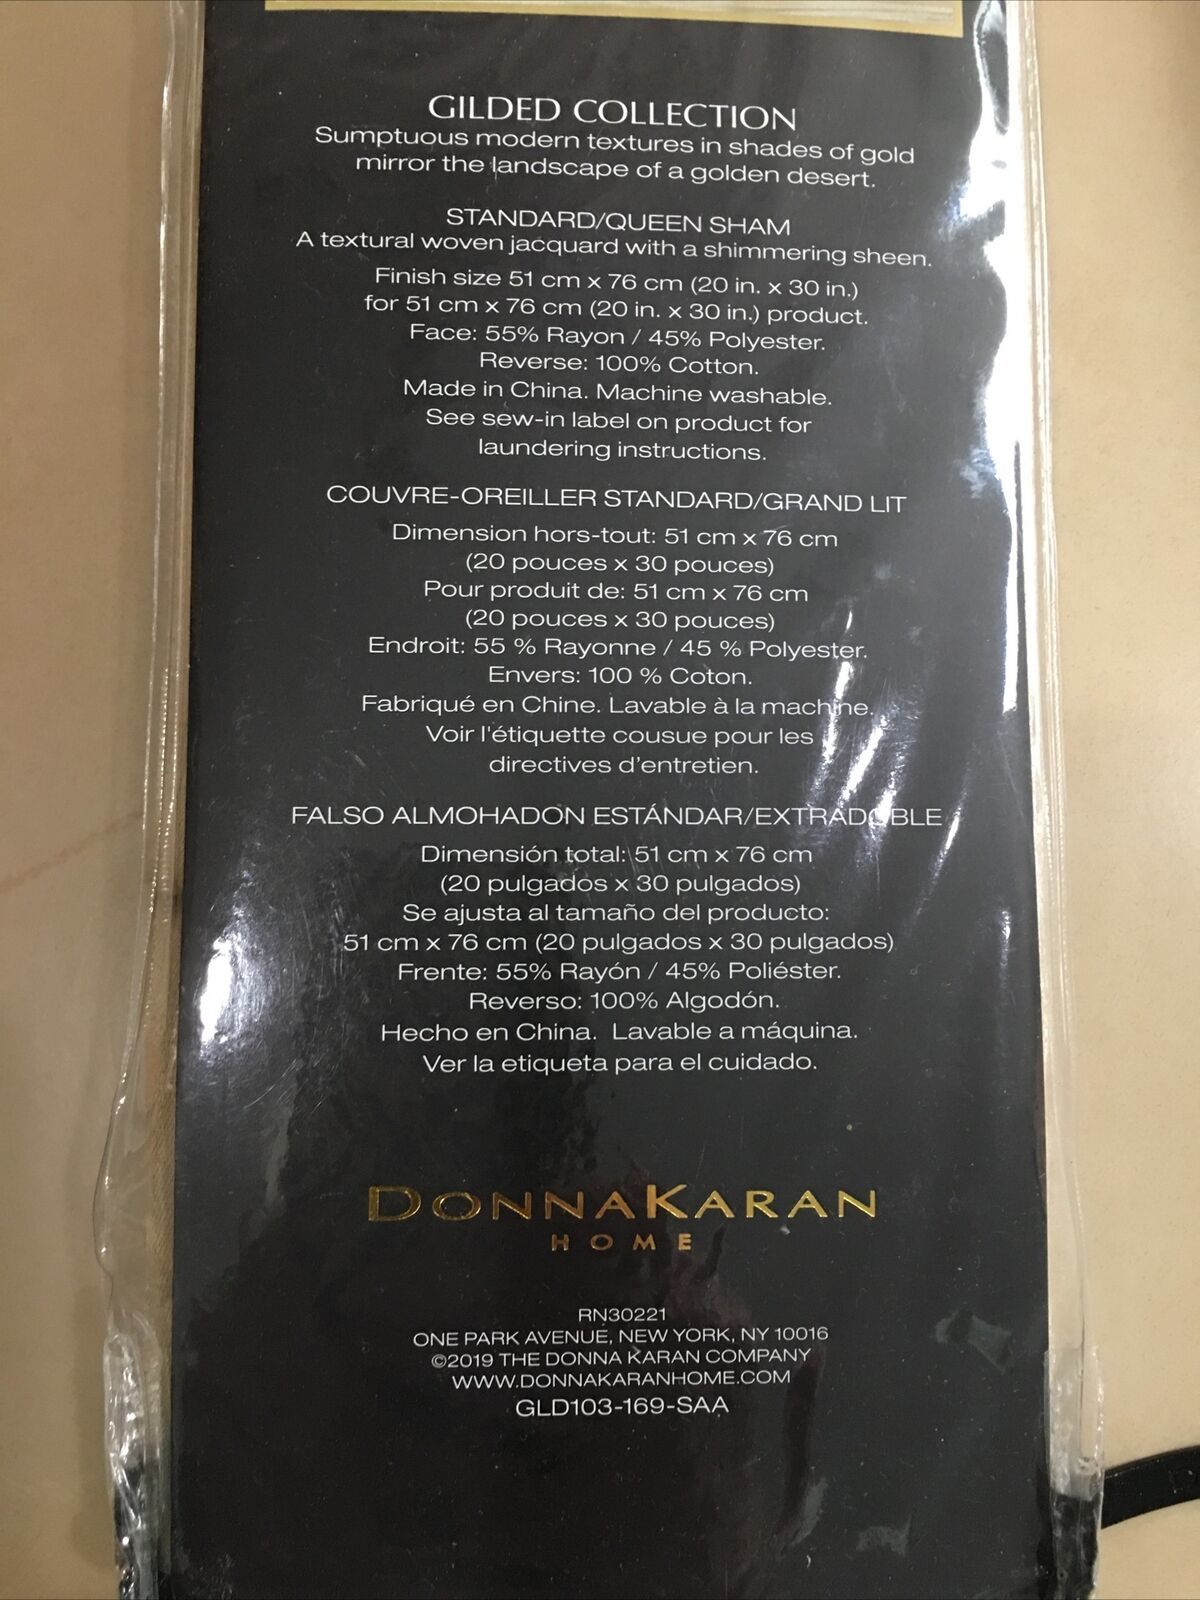 GILDED COLLECTION
Sumptuous modern textures in shades of gold
mirror the landscape of a golden desert.
STANDARD/QUEEN SHAM
A textural woven jacquard with a shimmering sheen.
Finish size 51 cm x 76 cm (20 in. x 30 in.)
for 51 cm x 76 cm (20 in. x 30 in.) product.
Face: 55% Rayon / 45% Polyester.
Reverse: 100% Cotton.
Made in China. Machine washable.
See sew-in label on product for
laundering instructions.
COUVRE-OREILLER STANDARD/GRAND LIT
Dimension hors-tout: 51 cm x 76 cm
(20 pouces x 30 pouces)
Pour produit de: 51 cm x 76 cm
(20 pouces x 30 pouces)
Endroit: 55 % Rayonne / 45 % Polyester.
Envers: 100 % Coton.
Fabriqué en Chine. Lavable à la machine.
Voir l'étiquette cousue pour les
directives d'entretien.
FALSO ALMOHADÓN ESTÁNDAR/EXTRADOBLE
Dimensión total: 51 cm x 76 cm
(20 pulgados x 30 pulgados)
Se ajusta al tamaño del producto:
51 cm x 76 cm (20 pulgados x 30 pulgados)
Frente: 55% Rayón / 45% Poliéster.
Reverso: 100% Algodón.
Hecho en China. Lavable a máquina.
Ver la etiqueta para el cuidado.
DONNAKARAN
HOME
RN30221
ONE PARK AVENUE, NEW YORK, NY 10016
©2019 THE DONNA KARAN COMPANY
WWW.DONNAKARANHOME.COM
GLD103-169-SAA